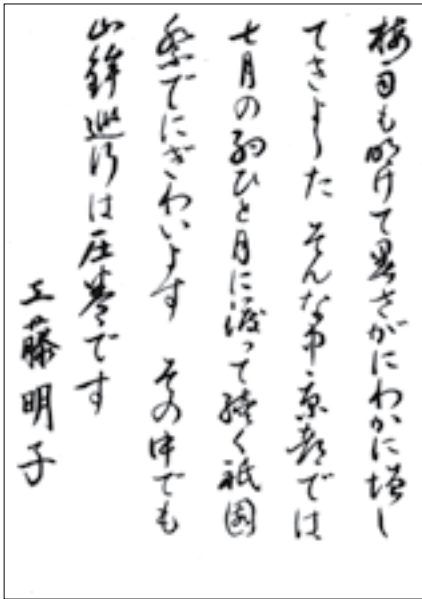 梅雨も明けて暑さがにわかに増し
てきました そんな中、京都では
七月の約ひと月に渡って続く祇園
祭でにぎわいます その中でも
山鉾巡行は圧巻です
工藤明子